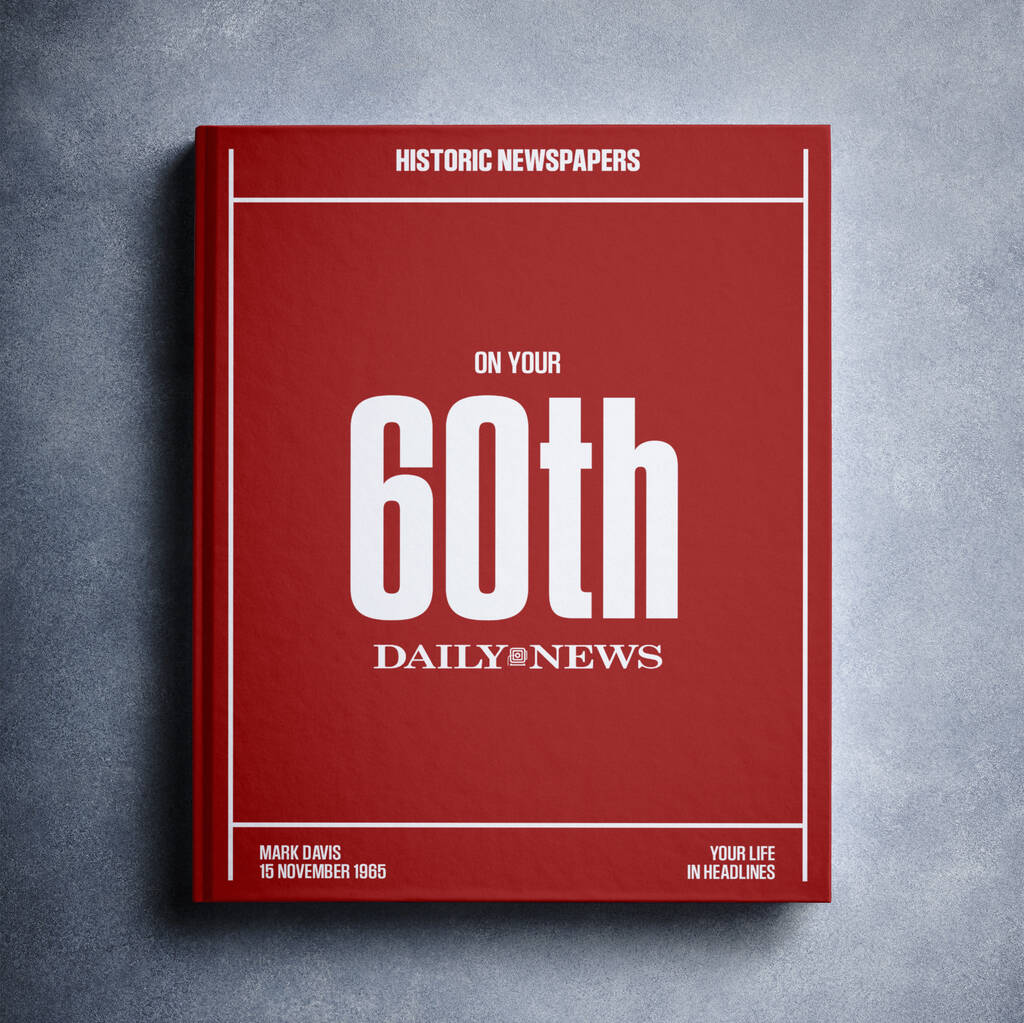 HISTORIC NEWSPAPERS
ON YOUR
60th
DAILY NEWS
MARK DAVIS
15 NOVEMBER 1965
YOUR LIFE
IN HEADLINES